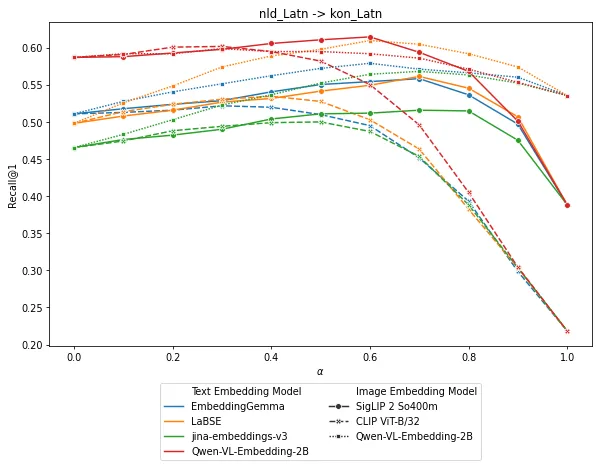 nld_Latn -> kon_Latn
Recall@1
0.60
0.55
0.50
0.45
0.40
0.35
0.30
0.25
0.20
0.0 0.2 0.4 0.6 0.8 1.0
α
Text Embedding Model
EmbeddingGemma
LaBSE
jina-embeddings-v3
Qwen-VL-Embedding-2B
Image Embedding Model
SigLIP 2 So400m
CLIP ViT-B/32
Qwen-VL-Embedding-2B